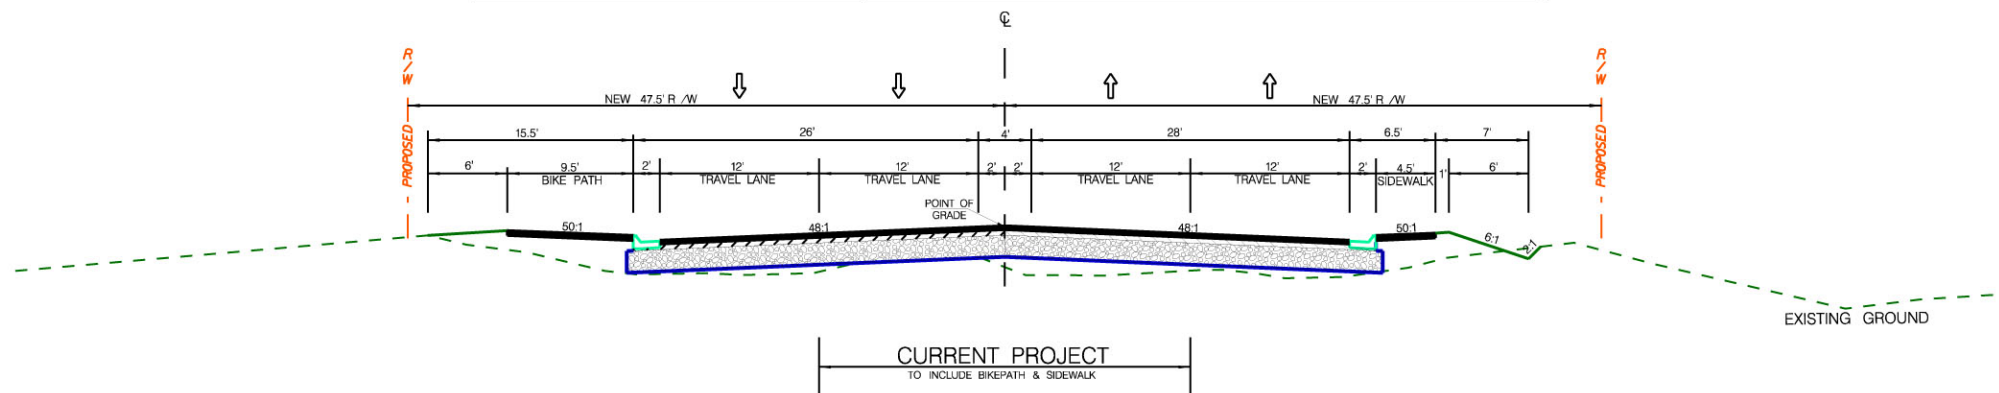 ℄
R/W
R/W
NEW 47.5' R/W
NEW 47.5' R/W
PROPOSED
PROPOSED
15.5'
26'
4'
28'
6.5'
7'
6'
9.5'
2'
12'
12'
2'
2'
12'
12'
2'
4.5'
1'
6'
BIKE PATH
TRAVEL LANE
TRAVEL LANE
TRAVEL LANE
TRAVEL LANE
SIDEWALK
POINT OF
GRADE
50:1
48:1
48:1
50:1
6:1
2:1
EXISTING GROUND
CURRENT PROJECT
TO INCLUDE BIKEPATH & SIDEWALK